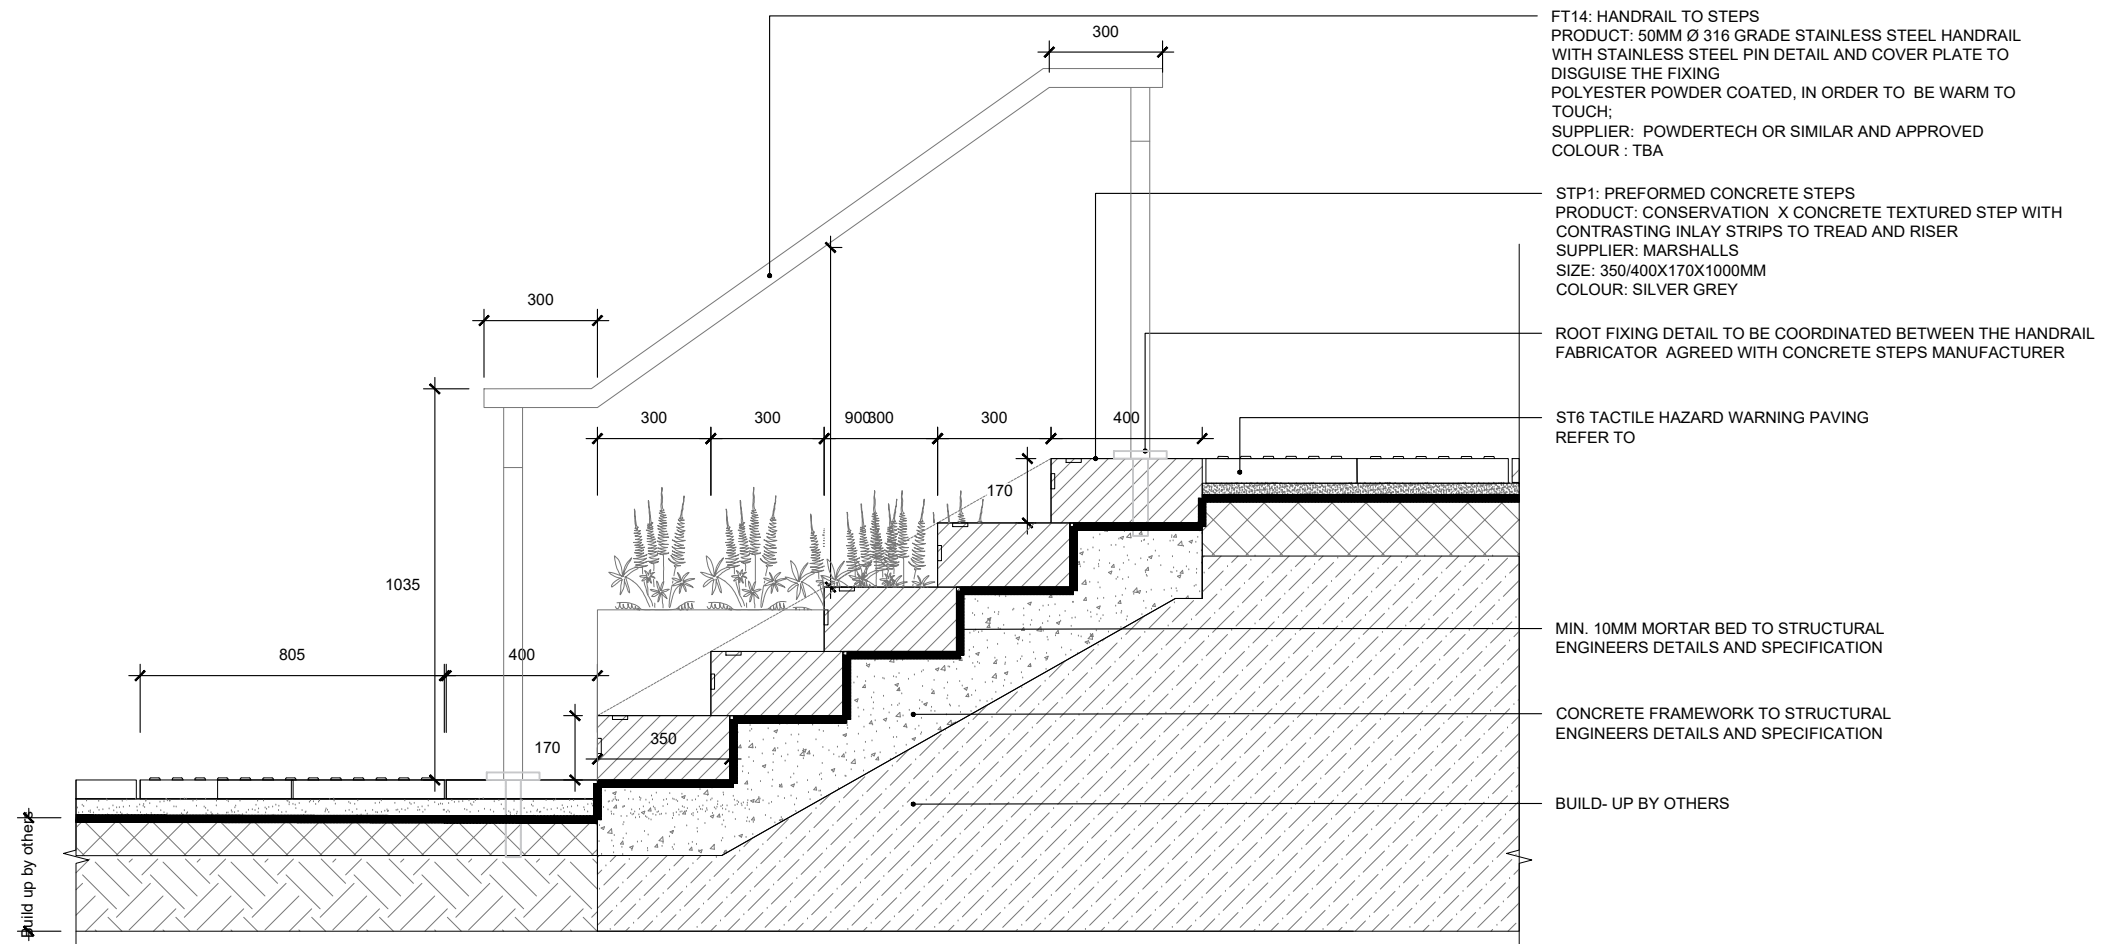 FT14: HANDRAIL TO STEPS
PRODUCT: 50MM Ø 316 GRADE STAINLESS STEEL HANDRAIL
WITH STAINLESS STEEL PIN DETAIL AND COVER PLATE TO
DISGUISE THE FIXING
POLYESTER POWDER COATED, IN ORDER TO BE WARM TO
TOUCH;
SUPPLIER: POWDERTECH OR SIMILAR AND APPROVED
COLOUR : TBA
300
STP1: PREFORMED CONCRETE STEPS
PRODUCT: CONSERVATION X CONCRETE TEXTURED STEP WITH
CONTRASTING INLAY STRIPS TO TREAD AND RISER
SUPPLIER: MARSHALLS
SIZE: 350/400X170X1000MM
COLOUR: SILVER GREY
300
ROOT FIXING DETAIL TO BE COORDINATED BETWEEN THE HANDRAIL
FABRICATOR AGREED WITH CONCRETE STEPS MANUFACTURER
300
300
900
300
300
400
ST6 TACTILE HAZARD WARNING PAVING
REFER TO
170
1035
MIN. 10MM MORTAR BED TO STRUCTURAL
ENGINEERS DETAILS AND SPECIFICATION
805
400
CONCRETE FRAMEWORK TO STRUCTURAL
ENGINEERS DETAILS AND SPECIFICATION
170
350
BUILD- UP BY OTHERS
Build up by others